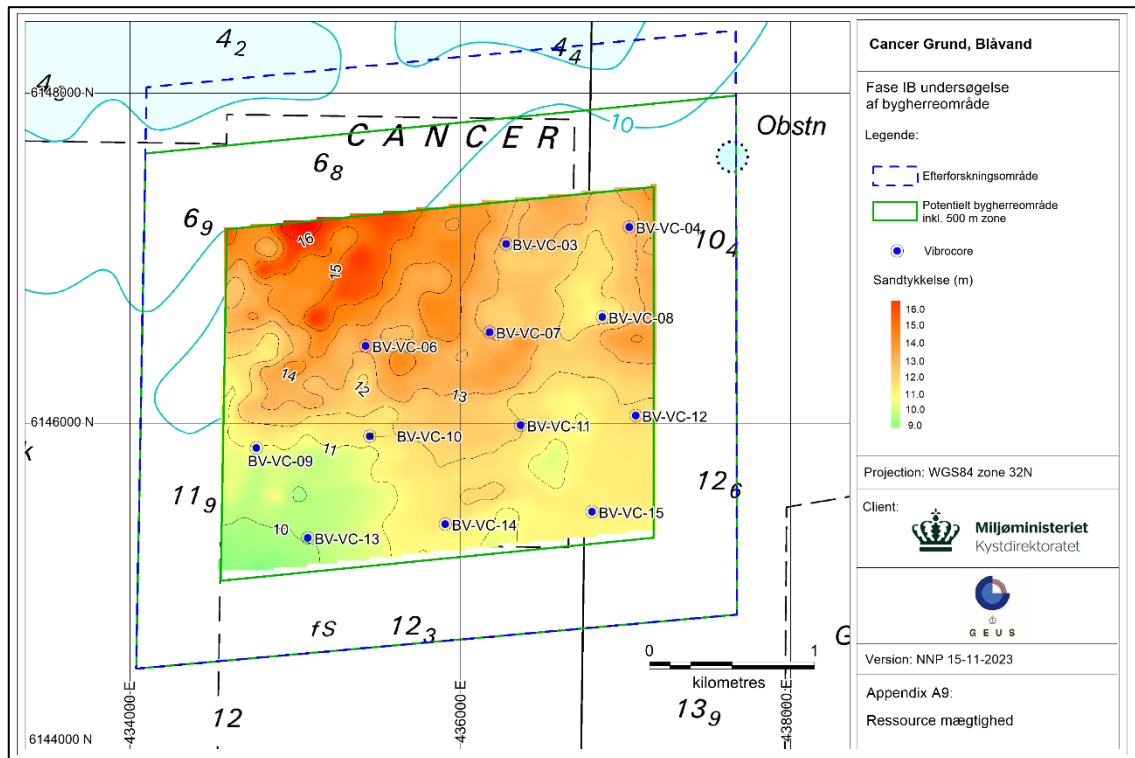 4₂
4₄
4
6148000 N
10
CANCER
Obstn
6₈
6₉
10₄
16
15
14
12
13
11
10
BV-VC-03
BV-VC-04
BV-VC-07
BV-VC-08
BV-VC-06
6146000 N
BV-VC-12
BV-VC-11
BV-VC-10
BV-VC-09
11₉
12₆
BV-VC-15
BV-VC-14
BV-VC-13
fS
12₃
0 1
kilometres
12
13₉
434000 E
436000 E
438000 E
6144000 N
Cancer Grund, Blåvand
Fase IB undersøgelse
af bygherreområde
Legende:
Efterforskningsområde
Potentielt bygherreområde
inkl. 500 m zone
Vibrocore
Sandtykkelse (m)
16.0
15.0
14.0
13.0
12.0
11.0
10.0
9.0
Projection: WGS84 zone 32N
Client:
Miljøministeriet
Kystdirektoratet
GEUS
Version: NNP 15-11-2023
Appendix A9:
Ressource mægtighed